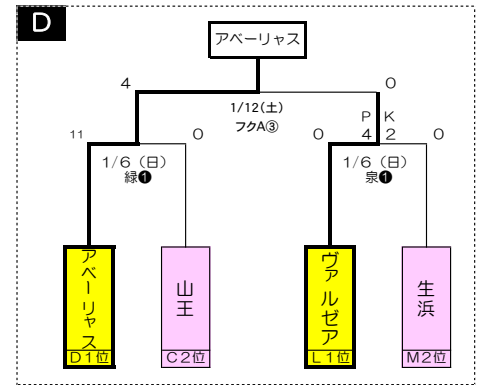 D
アベーリャス
4 0
1/12(土)
フクA③
P K
11 0 0 4 2 0
1/6（日） 1/6（日）
緑❶ 泉❶
アベーリャス 山王 ヴァルゼア 生浜
D1位 C2位 L1位 M2位